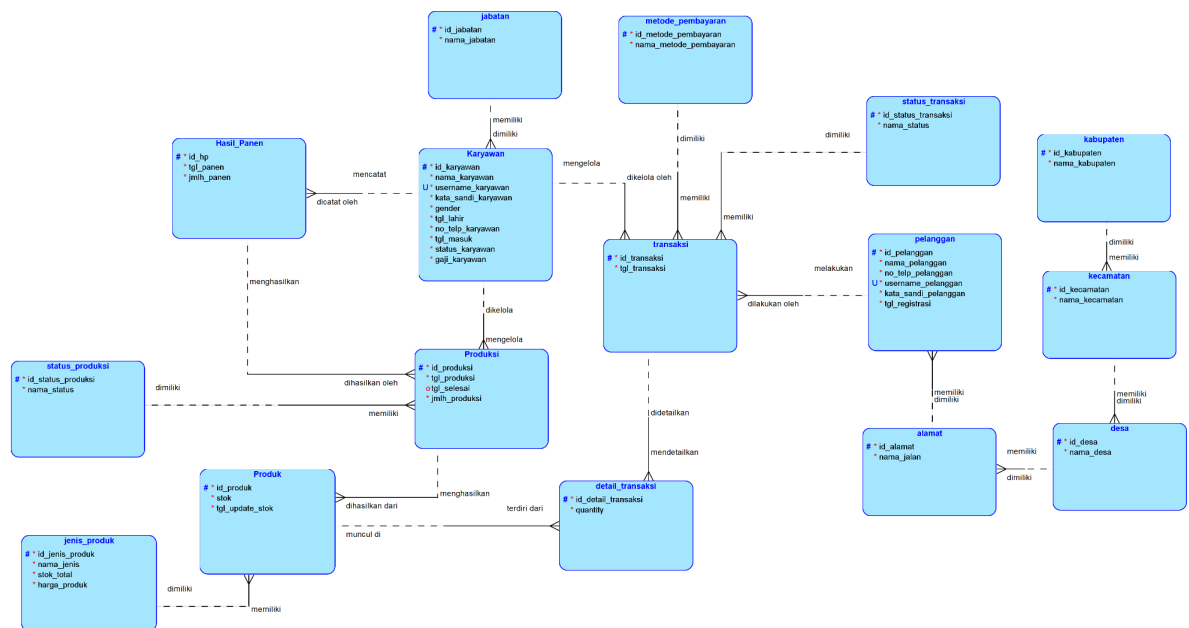 jabatan
# * id_jabatan
* nama_jabatan
metode_pembayaran
# * id_metode_pembayaran
* nama_metode_pembayaran
status_transaksi
# * id_status_transaksi
* nama_status
kabupaten
# * id_kabupaten
* nama_kabupaten
Hasil_Panen
# * id_hp
* tgl_panen
* jmlh_panen
memiliki
dimiliki
Karyawan
# * id_karyawan
* nama_karyawan
U * username_karyawan
* kata_sandi_karyawan
* gender
* tgl_lahir
* no_telp_karyawan
* tgl_masuk
* status_karyawan
* gaji_karyawan
mencatat
dicatat oleh
mengelola
dikelola oleh
dimiliki
memiliki
dimiliki
memiliki
transaksi
# * id_transaksi
* tgl_transaksi
pelanggan
# * id_pelanggan
* nama_pelanggan
* no_telp_pelanggan
U * username_pelanggan
* kata_sandi_pelanggan
* tgl_registrasi
melakukan
dilakukan oleh
dimiliki
memiliki
kecamatan
# * id_kecamatan
* nama_kecamatan
menghasilkan
dihasilkan oleh
dikelola
mengelola
Produksi
# * id_produksi
* tgl_produksi
o tgl_selesai
* jmlh_produksi
status_produksi
# * id_status_produksi
* nama_status
dimiliki
memiliki
didetailkan
mendetailkan
memiliki
dimiliki
memiliki
dimiliki
alamat
# * id_alamat
* nama_jalan
memiliki
dimiliki
desa
# * id_desa
* nama_desa
Produk
# * id_produk
* stok
* tgl_update_stok
menghasilkan
dihasilkan dari
terdiri dari
muncul di
detail_transaksi
# * id_detail_transaksi
* quantity
jenis_produk
# * id_jenis_produk
* nama_jenis
* stok_total
* harga_produk
dimiliki
memiliki